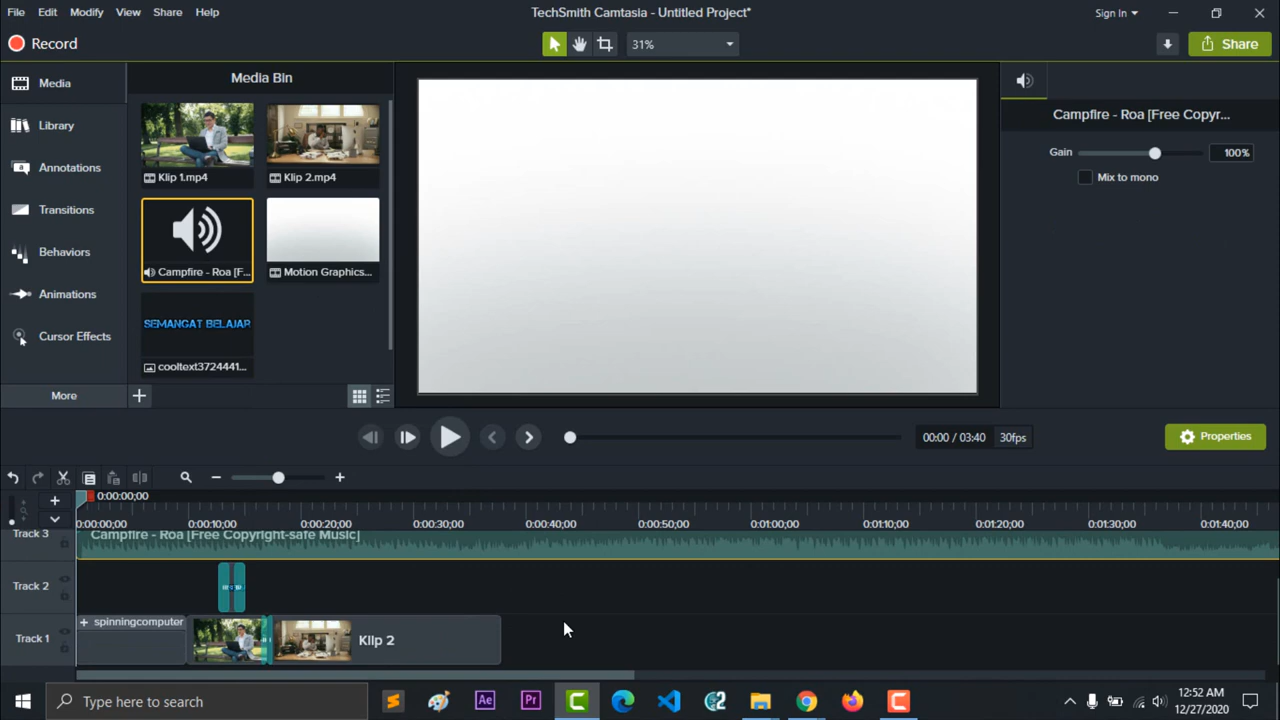 File Edit Modify View Share Help TechSmith Camtasia - Untitled Project* Sign In
Record 31% Share
Media
Library
Annotations
Transitions
Behaviors
Animations
Cursor Effects
More
Media Bin
Klip 1.mp4 Klip 2.mp4
Campfire - Roa [F... Motion Graphics...
SEMANGAT BELAJAR
cooltext3724441...
Campfire - Roa [Free Copyr...
Gain 100%
Mix to mono
00:00 / 03:40 30fps Properties
0:00:00;00
0:00:00;00 0:00:10;00 0:00:20;00 0:00:30;00 0:00:40;00 0:00:50;00 0:01:00;00 0:01:10;00 0:01:20;00 0:01:30;00 0:01:40;00
Track 3 Campfire - Roa [Free Copyright-safe Music]
Track 2
Track 1 + spinningcomputer Klip 2
Type here to search Ae Pr 12:52 AM
12/27/2020